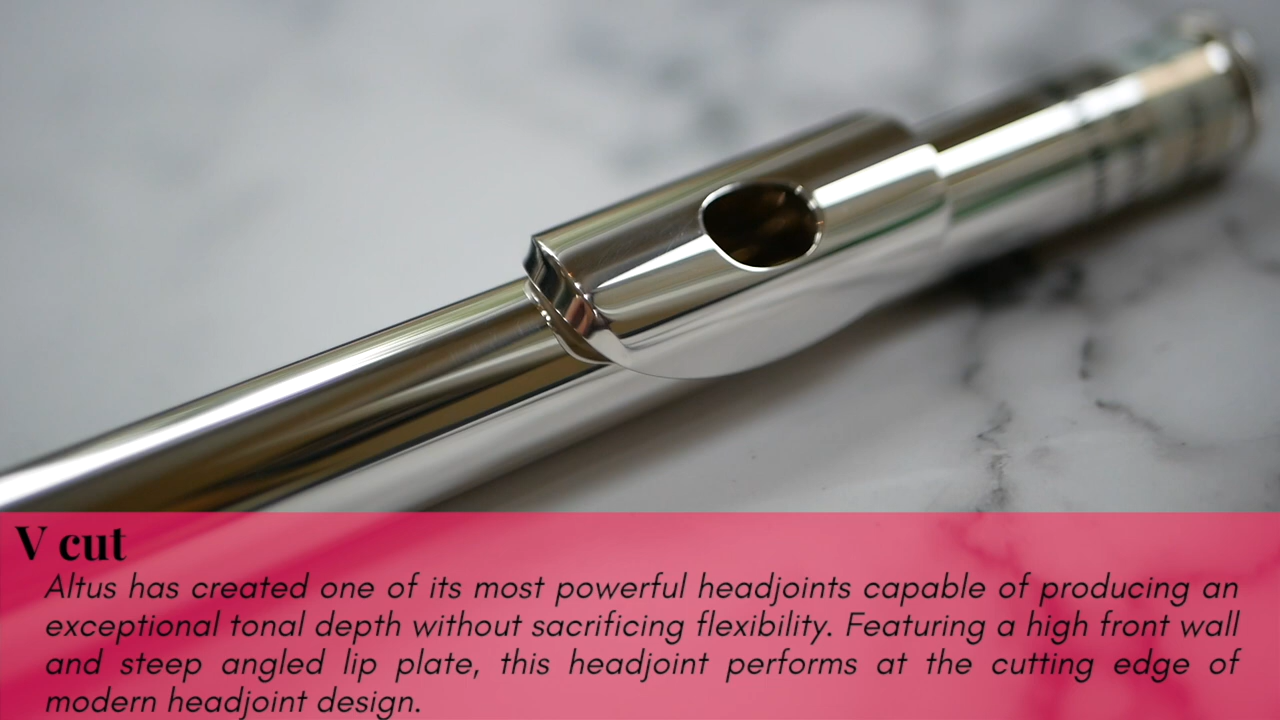 V cut
Altus has created one of its most powerful headjoints capable of producing an
exceptional tonal depth without sacrificing flexibility. Featuring a high front wall
and steep angled lip plate, this headjoint performs at the cutting edge of
modern headjoint design.